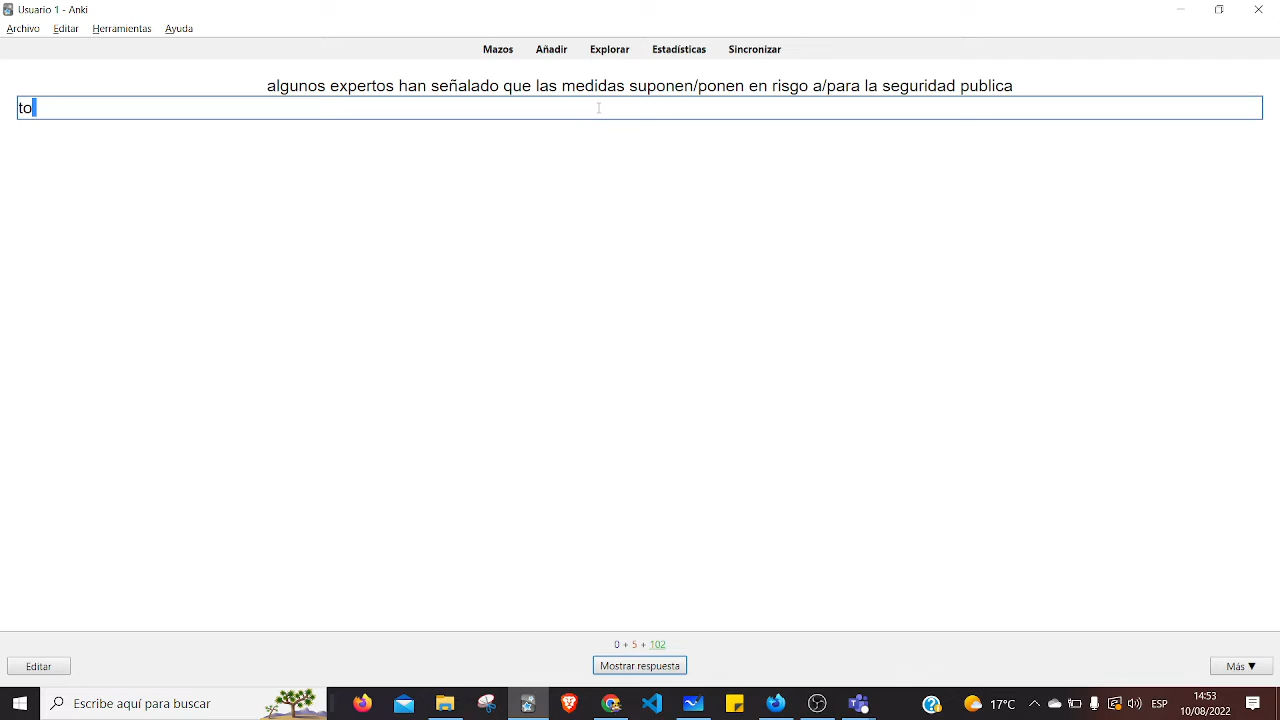 Usuario 1 - Anki
Archivo Editar Herramientas Ayuda
Mazos Añadir Explorar Estadísticas Sincronizar
algunos expertos han señalado que las medidas suponen/ponen en risgo a/para la seguridad publica
to
0 + 5 + 102
Editar Mostrar respuesta Más ▼
Escribe aquí para buscar 17°C ESP 14:53
10/08/2022